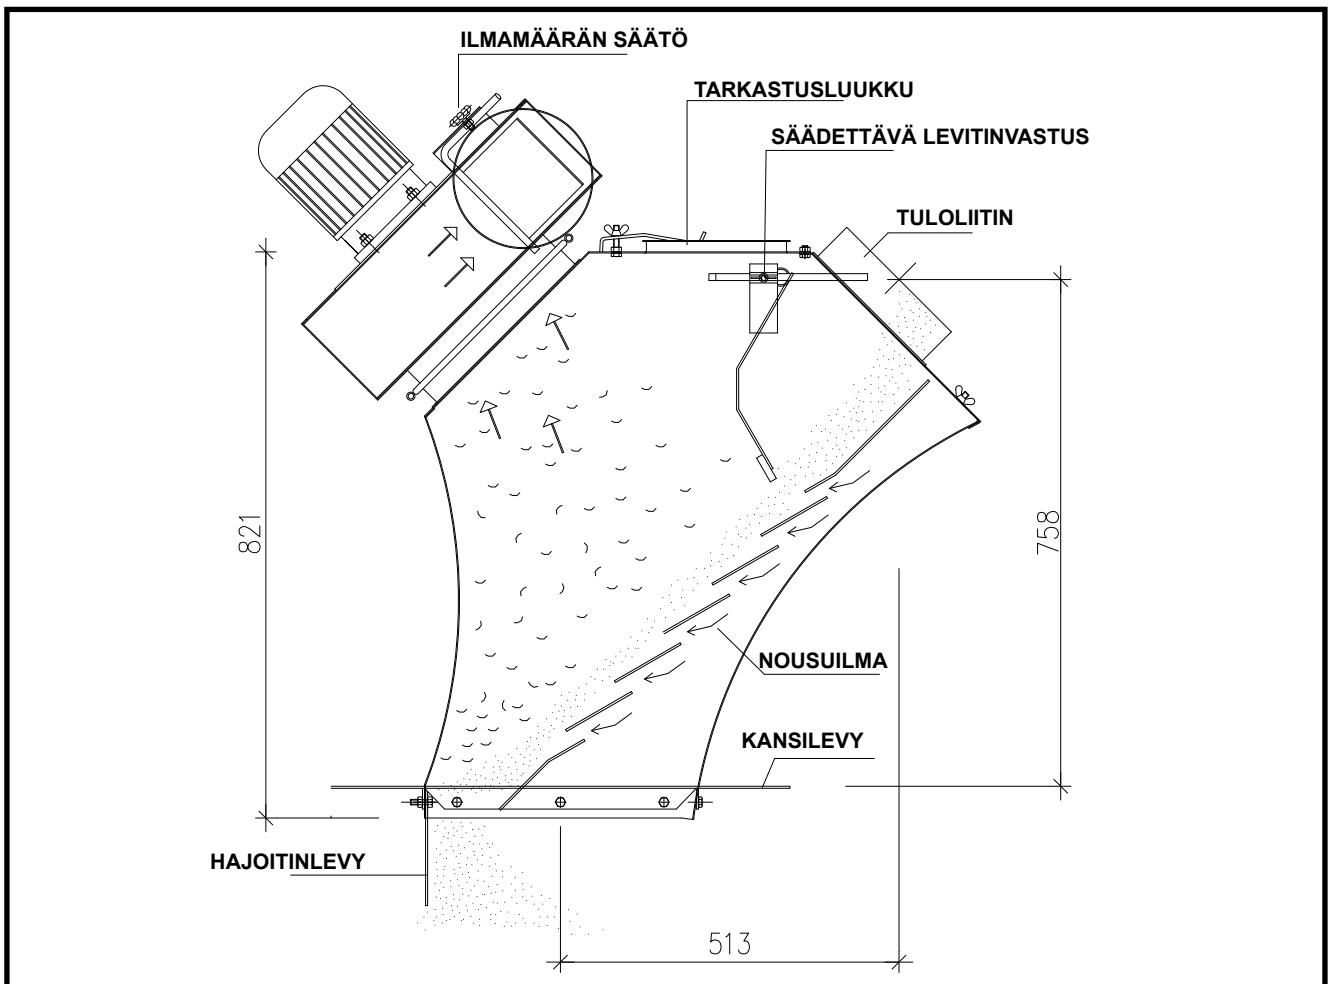 ILMAMÄÄRÄN SÄÄTÖ
TARKASTUSLUUKKU
SÄÄDETTÄVÄ LEVITINVASTUS
TULOLIITIN
821
758
NOUSUILMA
KANSILEVY
HAJOITINLEVY
513